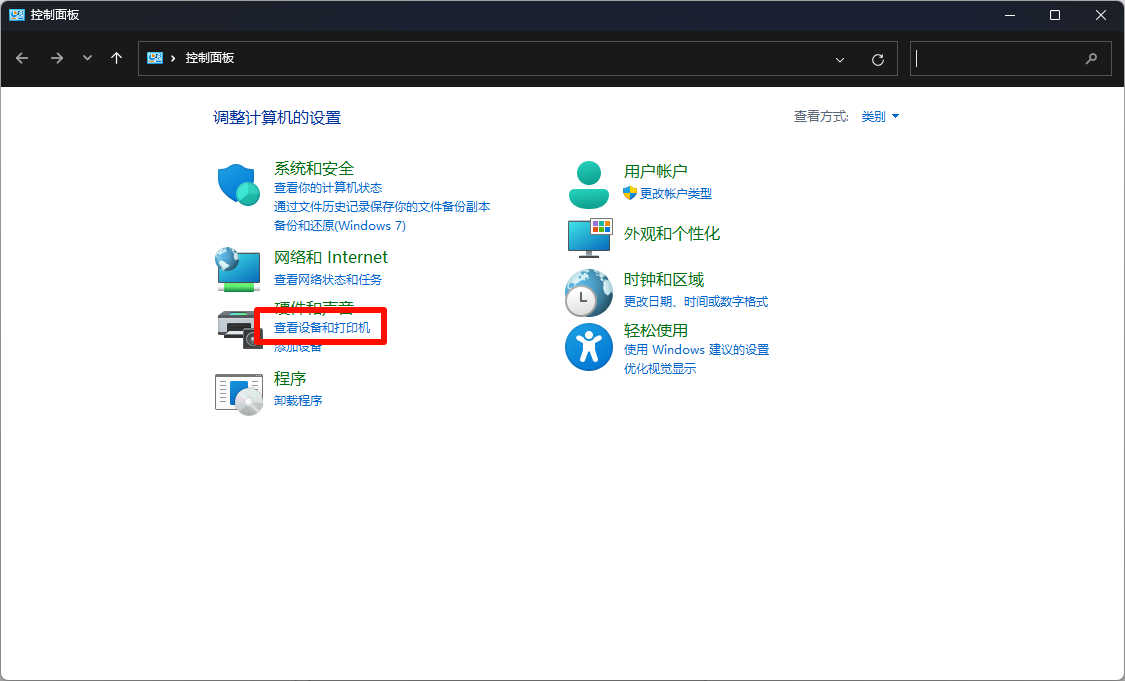 控制面板
控制面板
调整计算机的设置
查看方式: 类别
系统和安全
查看你的计算机状态
通过文件历史记录保存你的文件备份副本
备份和还原(Windows 7)
网络和 Internet
查看网络状态和任务
硬件和声音
查看设备和打印机
添加设备
程序
卸载程序
用户帐户
更改帐户类型
外观和个性化
时钟和区域
更改日期、时间或数字格式
轻松使用
使用 Windows 建议的设置
优化视觉显示